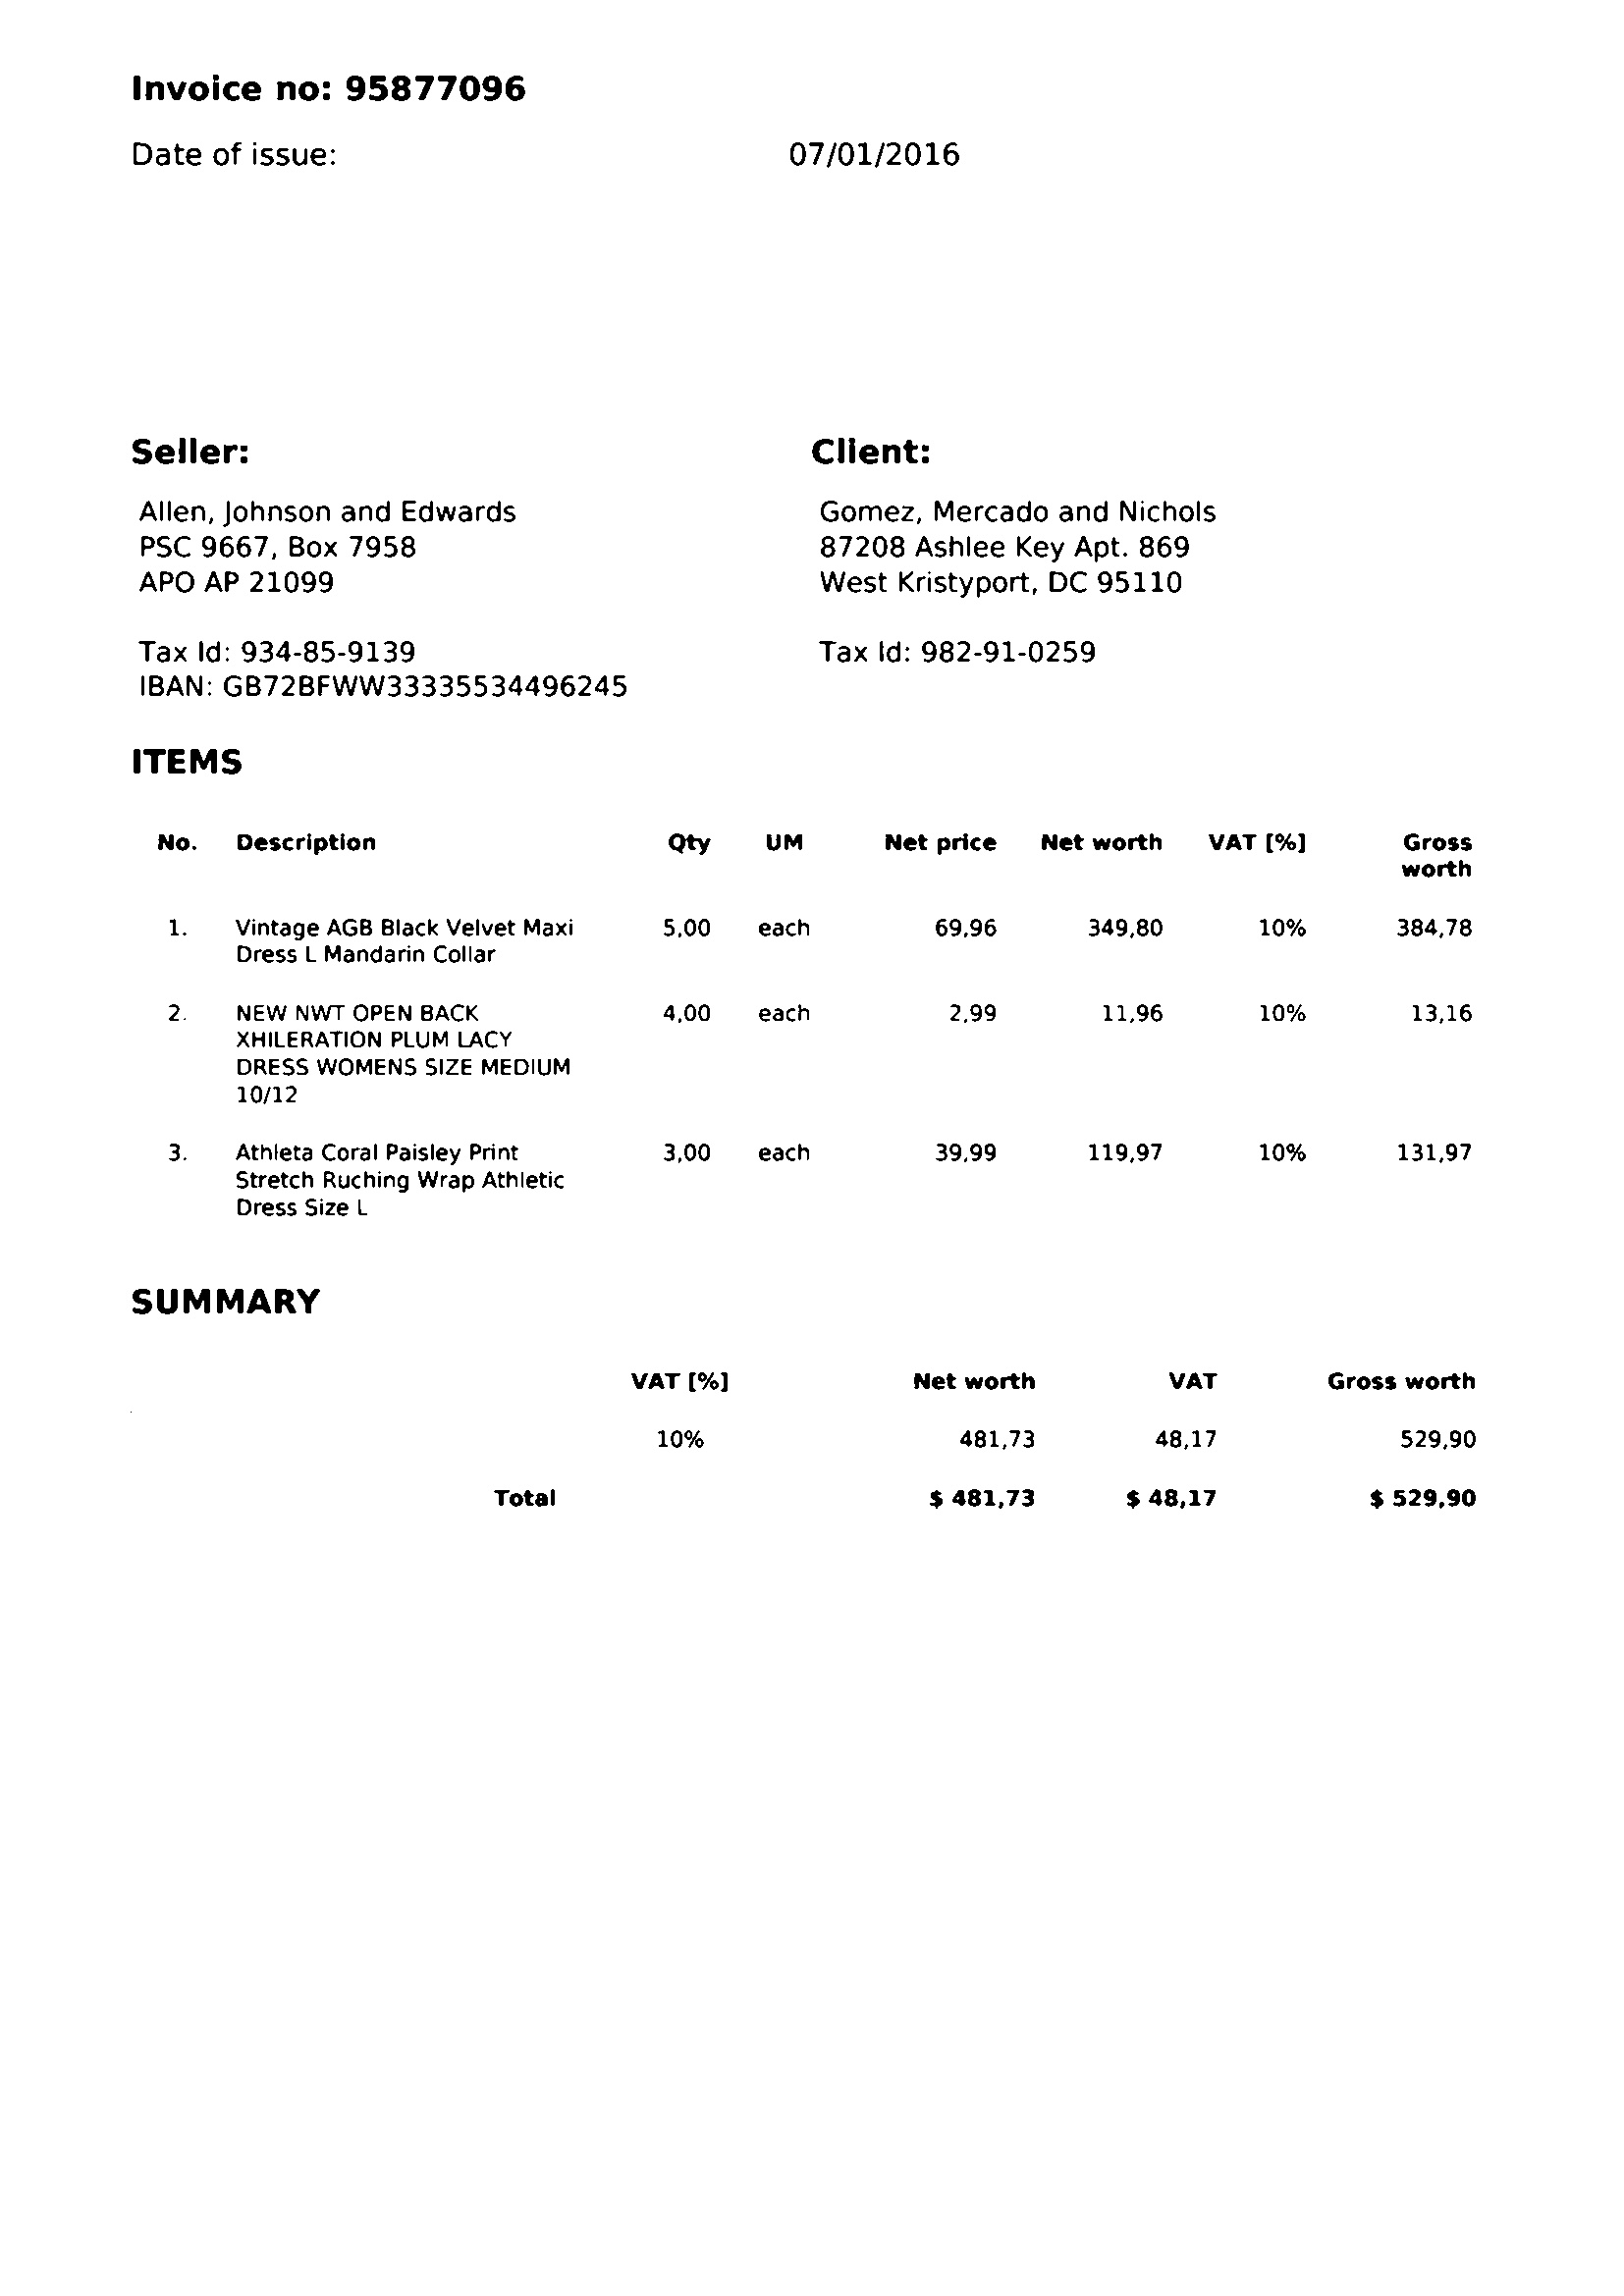 Invoice no: 95877096
Date of issue: 07/01/2016
Seller: Client:
Allen, Johnson and Edwards Gomez, Mercado and Nichols
PSC 9667, Box 7958 87208 Ashlee Key Apt. 869
APO AP 21099 West Kristyport, DC 95110
Tax Id: 934-85-9139 Tax Id: 982-91-0259
IBAN: GB72BFWW33335534496245
ITEMS
No. Description Qty UM Net price Net worth VAT [%] Gross
worth
1. Vintage AGB Black Velvet Maxi 5,00 each 69,96 349,80 10% 384,78
Dress L Mandarin Collar
2. NEW NWT OPEN BACK 4,00 each 2,99 11,96 10% 13,16
XHILERATION PLUM LACY
DRESS WOMENS SIZE MEDIUM
10/12
3. Athleta Coral Paisley Print 3,00 each 39,99 119,97 10% 131,97
Stretch Ruching Wrap Athletic
Dress Size L
SUMMARY
VAT [%] Net worth VAT Gross worth
10% 481,73 48,17 529,90
Total $ 481,73 $ 48,17 $ 529,90